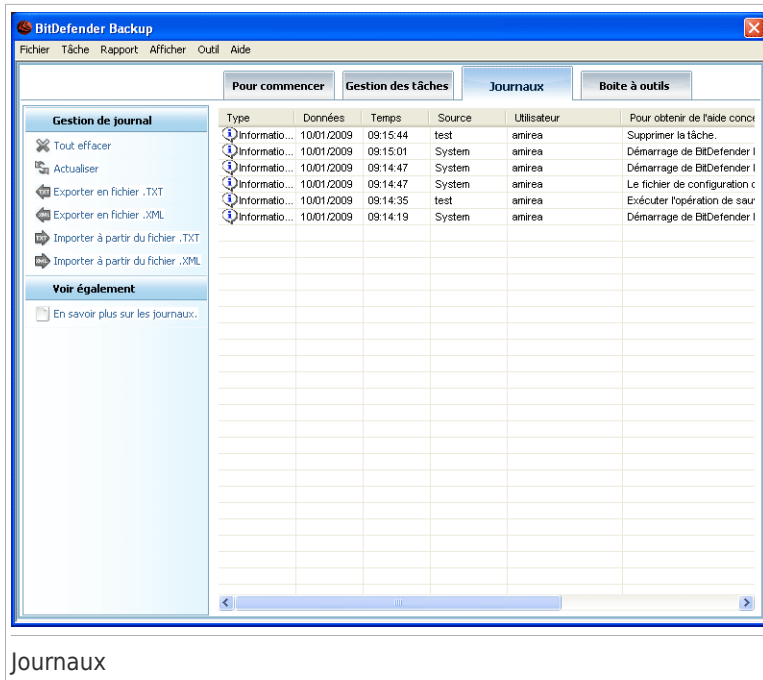 BitDefender Backup
Fichier Tâche Rapport Afficher Outil Aide
Pour commencer Gestion des tâches Journaux Boite à outils
Gestion de journal
Tout effacer
Actualiser
Exporter en fichier .TXT
Exporter en fichier .XML
Importer à partir du fichier .TXT
Importer à partir du fichier .XML
Voir également
En savoir plus sur les journaux.
Type Données Temps Source Utilisateur Pour obtenir de l'aide conce
Informatio... 10/01/2009 09:15:44 test amirea Supprimer la tâche.
Informatio... 10/01/2009 09:15:01 System amirea Démarrage de BitDefender
Informatio... 10/01/2009 09:14:47 System amirea Démarrage de BitDefender
Informatio... 10/01/2009 09:14:47 System amirea Le fichier de configuration
Informatio... 10/01/2009 09:14:35 test amirea Exécuter l'opération de
Informatio... 10/01/2009 09:14:19 System amirea Démarrage de BitDefender
Journaux